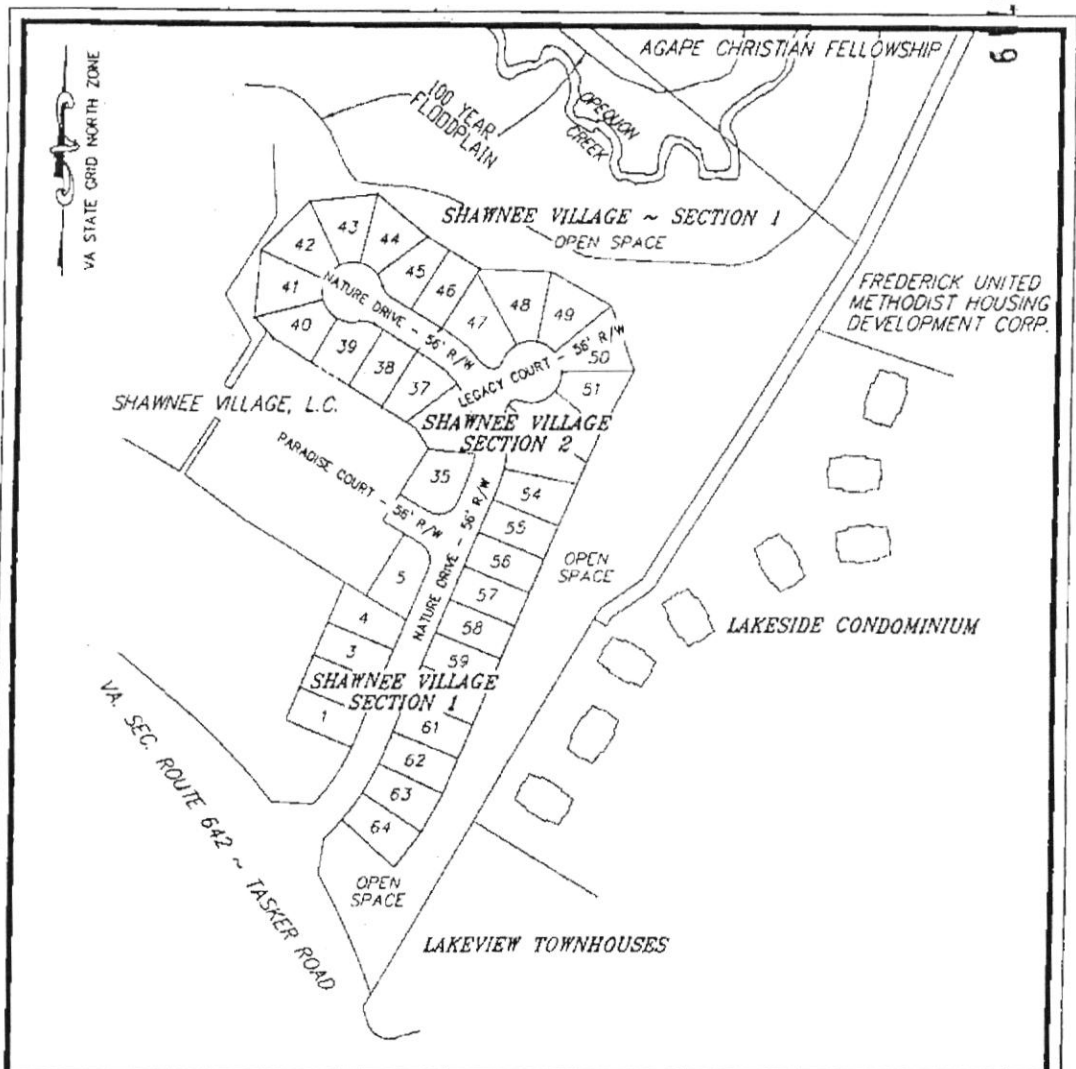 AGAPE CHRISTIAN FELLOWSHIP
VA STATE GRID NORTH ZONE
100 YEAR
FLOODPLAIN
OPEQUON
CREEK
SHAWNEE VILLAGE ~ SECTION 1
OPEN SPACE
FREDERICK UNITED
METHODIST HOUSING
DEVELOPMENT CORP.
43
42
44
41
45
46
40
39
38
37
47
48
49
50
51
NATURE DRIVE - 56' R/W
LEGACY COURT - 56' R/W
SHAWNEE VILLAGE, L.C.
SHAWNEE VILLAGE
SECTION 2
PARADISE COURT - 56' R/W
35
54
55
56
57
58
59
NATURE DRIVE - 56' R/W
OPEN
SPACE
5
4
3
SHAWNEE VILLAGE
SECTION 1
1
61
62
63
64
LAKESIDE CONDOMINIUM
VA. SEC. ROUTE 642 ~ TASKER ROAD
OPEN
SPACE
LAKEVIEW TOWNHOUSES